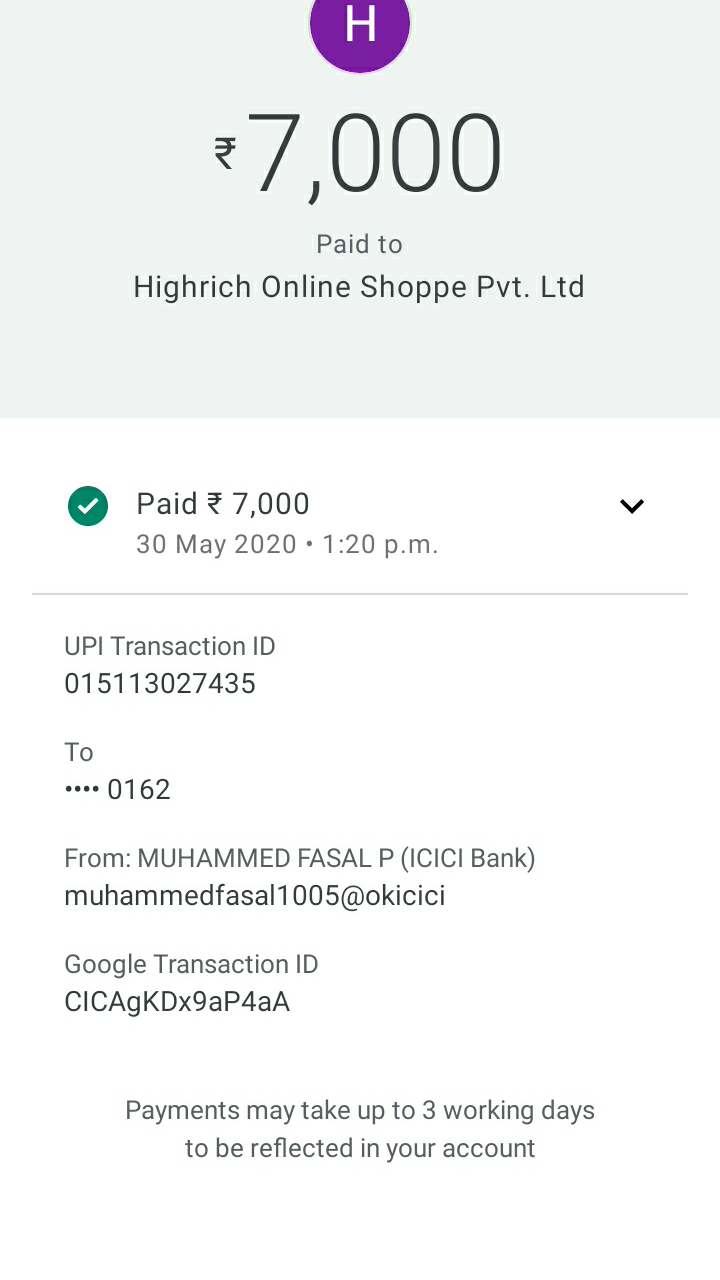 H
₹7,000
Paid to
Highrich Online Shoppe Pvt. Ltd
Paid ₹ 7,000
30 May 2020 • 1:20 p.m.
UPI Transaction ID
015113027435
To
•••• 0162
From: MUHAMMED FASAL P (ICICI Bank)
muhammedfasal1005@okicici
Google Transaction ID
CICAgKDx9aP4aA
Payments may take up to 3 working days
to be reflected in your account